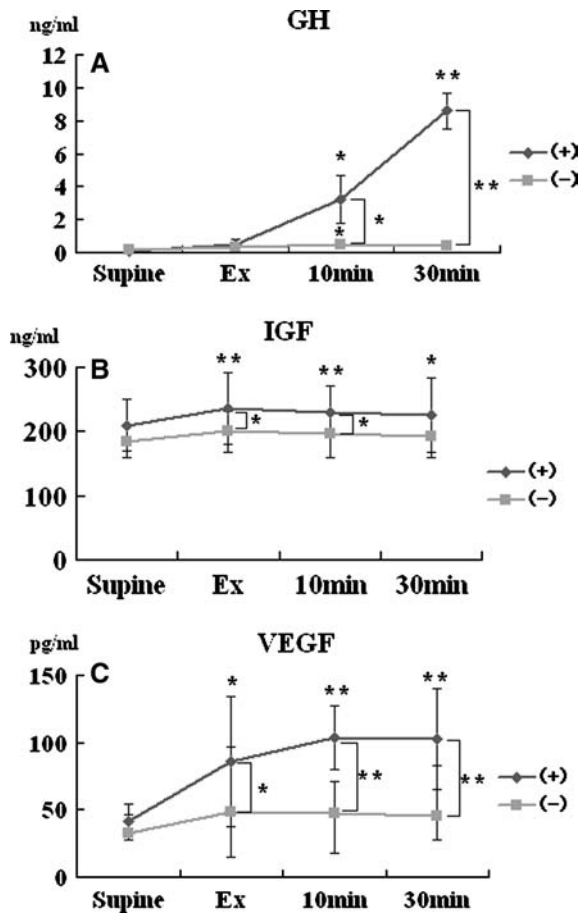 GH
ng/ml
A
12
10
8
6
4
2
0
**
*
*
*
**
(+)
(-)
Supine Ex 10min 30min
IGF
ng/ml
B
300
200
100
0
** ** *
* *
(+)
(-)
Supine Ex 10min 30min
VEGF
pg/ml
C
150
100
50
0
* ** **
* ** **
(+)
(-)
Supine Ex 10min 30min